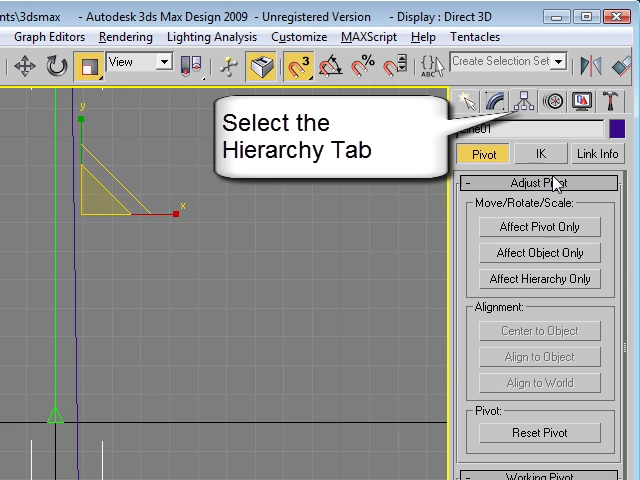 nts\3dsmax - Autodesk 3ds Max Design 2009 - Unregistered Version - Display : Direct 3D
Graph Editors Rendering Lighting Analysis Customize MAXScript Help Tentacles
View 3 % ABC Create Selection Set
Select the
Hierarchy Tab
Line01
Pivot IK Link Info
- Adjust Pivot
Move/Rotate/Scale:
Affect Pivot Only
Affect Object Only
Affect Hierarchy Only
Alignment:
Center to Object
Align to Object
Align to World
Pivot:
Reset Pivot
- Working Pivot
y
x